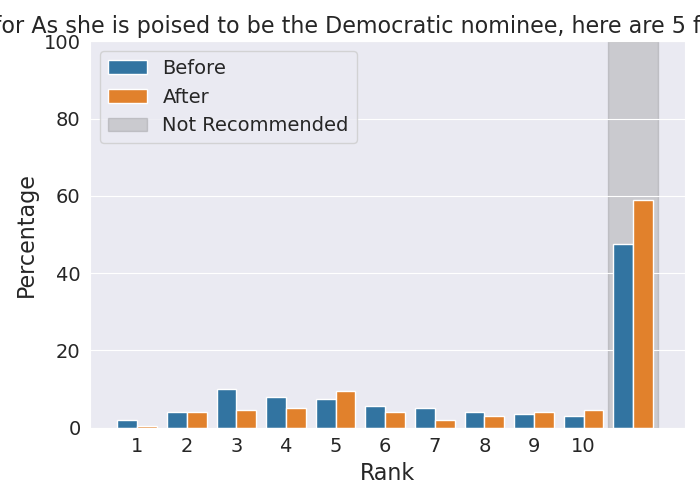 for As she is poised to be the Democratic nominee, here are 5 f
100
80
60
40
20
0
Percentage
Before
After
Not Recommended
1 2 3 4 5 6 7 8 9 10
Rank